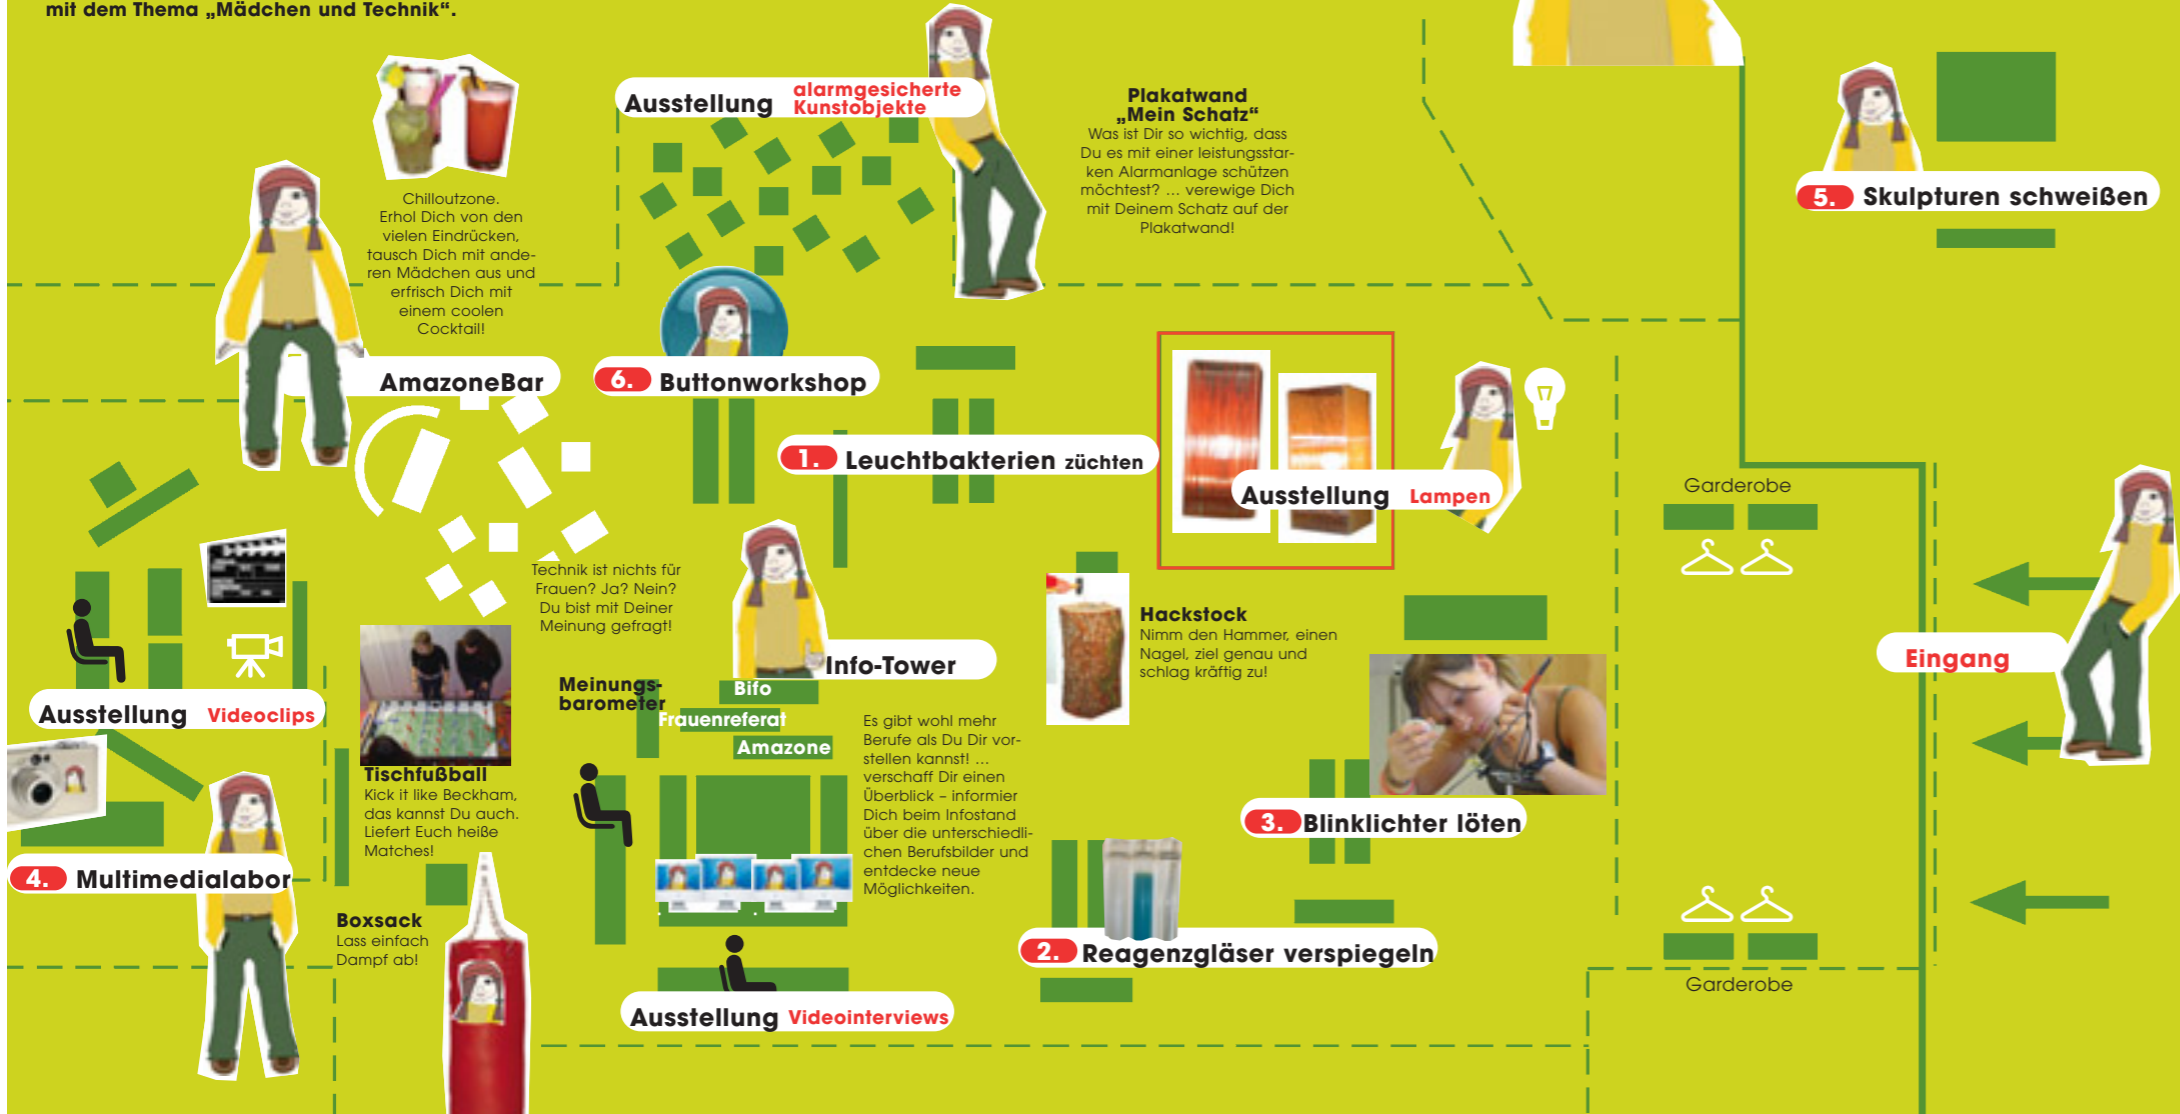 mit dem Thema „Mädchen und Technik“.
Ausstellung alarmgesicherte
Kunstobjekte
Plakatwand
„Mein Schatz“
Was ist Dir so wichtig, dass
Du es mit einer leistungsstar-
ken Alarmanlage schützen
möchtest? ... verewige Dich
mit Deinem Schatz auf der
Plakatwand!
5. Skulpturen schweißen
Chilloutzone.
Erhol Dich von den
vielen Eindrücken,
tausch Dich mit ande-
ren Mädchen aus und
erfrisch Dich mit
einem coolen
Cocktail!
AmazoneBar
6. Buttonworkshop
1. Leuchtbakterien züchten
Ausstellung Lampen
Garderobe
Technik ist nichts für
Frauen? Ja? Nein?
Du bist mit Deiner
Meinung gefragt!
Hackstock
Nimm den Hammer, einen
Nagel, ziel genau und
schlag kräftig zu!
Eingang
Info-Tower
Meinungs-
barometer
Bifo
Frauenreferat
Amazone
Ausstellung Videoclips
Es gibt wohl mehr
Berufe als Du Dir vor-
stellen kannst! ...
verschaff Dir einen
Überblick – informier
Dich beim Infostand
über die unterschiedli-
chen Berufsbilder und
entdecke neue
Möglichkeiten.
Tischfußball
Kick it like Beckham,
das kannst Du auch.
Liefert Euch heiße
Matches!
3. Blinklichter löten
4. Multimedialabor
Boxsack
Lass einfach
Dampf ab!
2. Reagenzgläser verspiegeln
Garderobe
Ausstellung Videointerviews